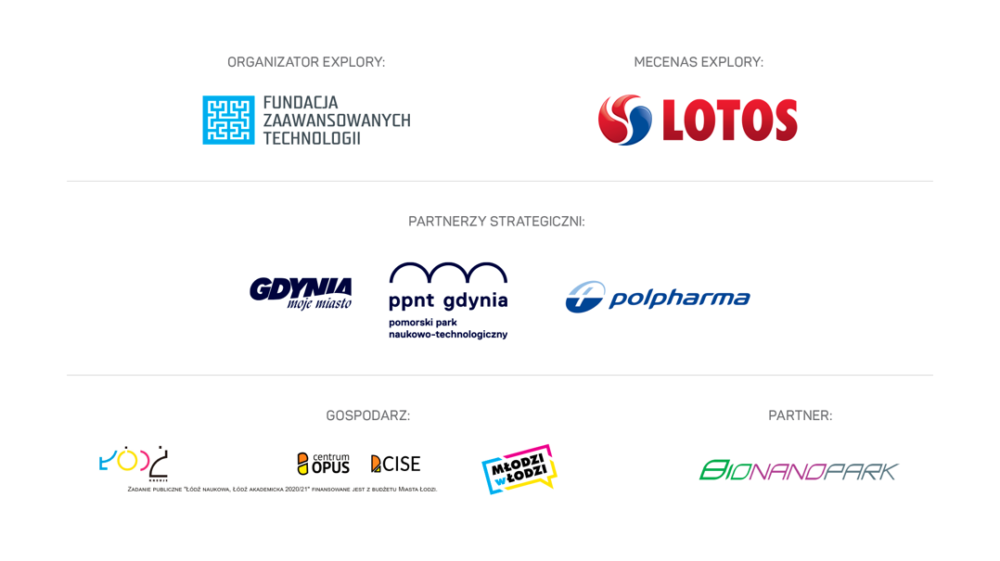 ORGANIZATOR EXPLORY:
MECENAS EXPLORY:
FUNDACJA
ZAAWANSOWANYCH
TECHNOLOGII
LOTOS
PARTNERZY STRATEGICZNI:
GDYNIA
moje miasto
ppnt gdynia
pomorski park
naukowo-technologiczny
polpharma
GOSPODARZ:
PARTNER:
ŁÓDŹ
centrum
OPUS
CISE
MŁODZI
wŁODZI
BIONANOPARK
Zadanie publiczne "Łódź naukowa, Łódź akademicka 2020/21" finansowane jest z budżetu Miasta Łodzi.